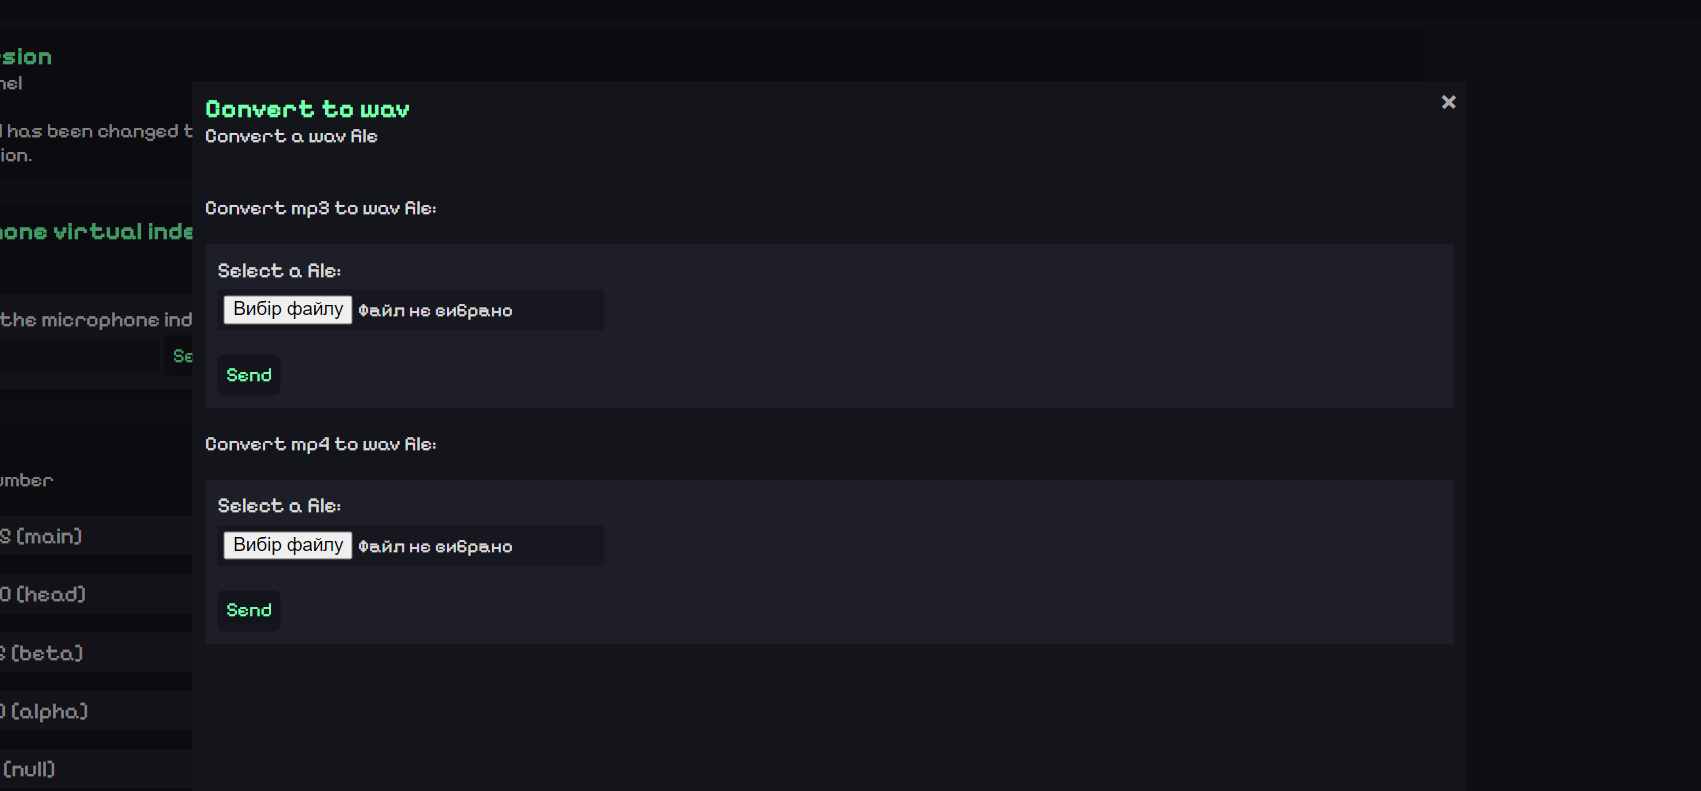 sion
nel
has been changed t
ion.
one virtual inde
the microphone ind
Se
umber
S (main)
0 (head)
S (beta)
(alpha)
(null)
Convert to wav
×
Convert a wav file
Convert mp3 to wav file:
Select a file:
Вибір файлу Файл не вибрано
Send
Convert mp4 to wav file:
Select a file:
Вибір файлу Файл не вибрано
Send